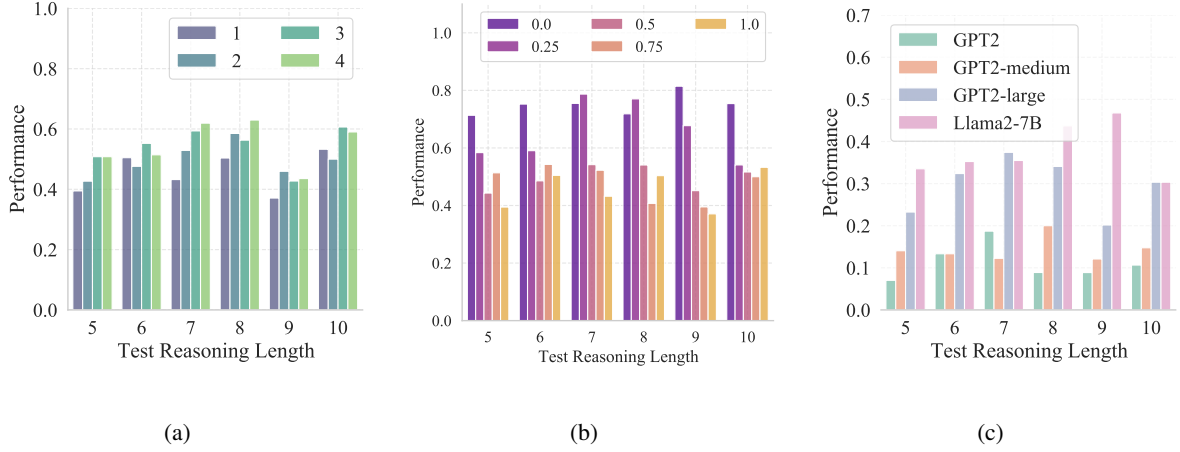 1.0
0.8
0.6
0.4
0.2
0.0
Performance
1 3
2 4
5 6 7 8 9 10
Test Reasoning Length
(a)
1.0
0.8
0.6
0.4
0.2
0.0
Performance
0.0 0.5 1.0
0.25 0.75
5 6 7 8 9 10
Test Reasoning Length
(b)
0.7
0.6
0.5
0.4
0.3
0.2
0.1
0.0
Performance
GPT2
GPT2-medium
GPT2-large
Llama2-7B
5 6 7 8 9 10
Test Reasoning Length
(c)